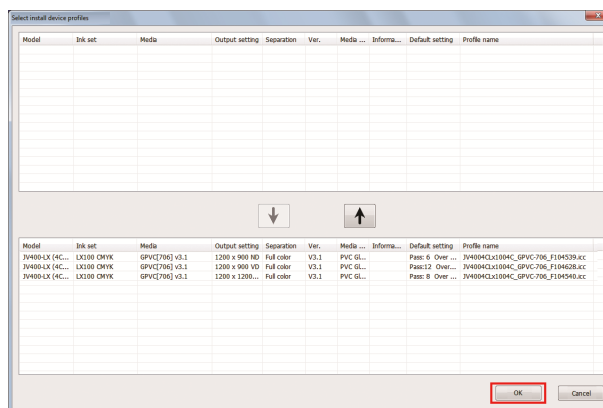 Select install device profiles
Model Ink set Media Output setting Separation Ver. Media ... Informa... Default setting Profile name
Model Ink set Media Output setting Separation Ver. Media ... Informa... Default setting Profile name
JV400-LX (4C... LX100 CMYK GPVC[706] v3.1 1200 x 900 ND Full color V3.1 PVC Gl... Pass: 6 Over ... JV4004CLx1004C_GPVC-706_F104539.icc
JV400-LX (4C... LX100 CMYK GPVC[706] v3.1 1200 x 900 VD Full color V3.1 PVC Gl... Pass:12 Over... JV4004CLx1004C_GPVC-706_F104628.icc
JV400-LX (4C... LX100 CMYK GPVC[706] v3.1 1200 x 1200... Full color V3.1 PVC Gl... Pass: 8 Over ... JV4004CLx1004C_GPVC-706_F104540.icc
OK Cancel